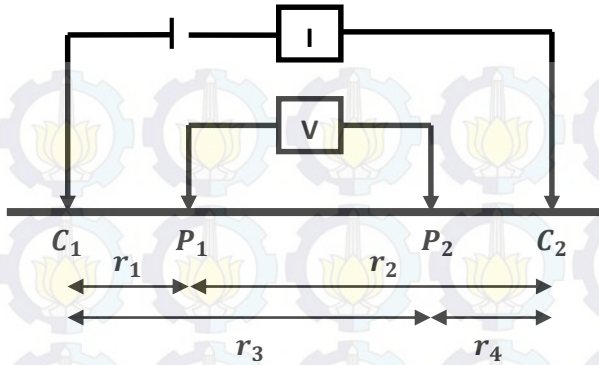 I
V
C₁ P₁ P₂ C₂
r₁ r₂
r₃ r₄